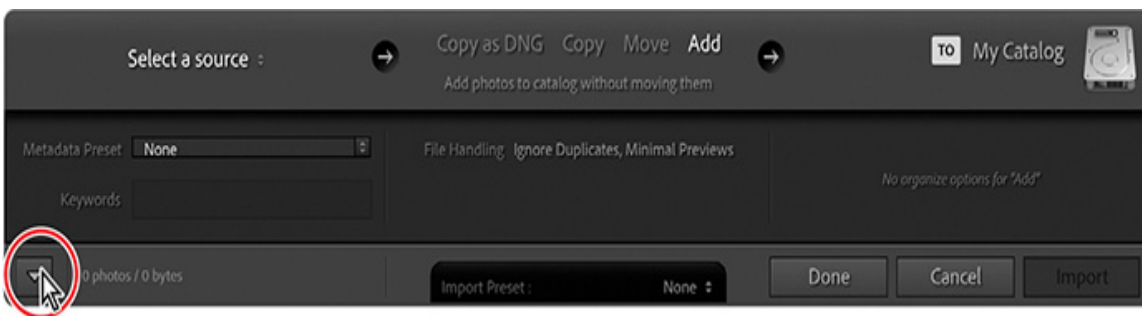 Select a source
Copy as DNG Copy Move Add
Add photos to catalog without moving them
TO My Catalog
Metadata Preset None
File Handling Ignore Duplicates, Minimal Previews
No organize options for "Add"
Keywords
0 photos / 0 bytes
Import Preset : None
Done Cancel Import